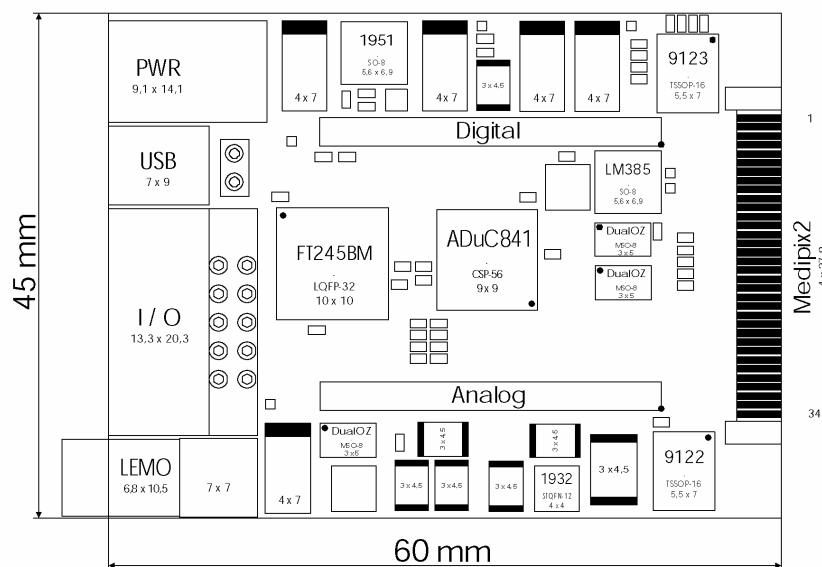 PWR
9,1 x 14,1
4 x 7
1951
SO-8
5,6 x 6,9
4 x 7
3 x 4,5
4 x 7
4 x 7
9123
TSSOP-16
5,5 x 7
Digital
1
USB
7 x 9
LM385
SO-8
5,6 x 6,9
FT245BM
LQFP-32
10 x 10
ADuC841
CSP-56
9 x 9
DualOZ
MSO-8
3 x 5
DualOZ
MSO-8
3 x 5
45 mm
I / O
13,3 x 20,3
Medipix2
Analog
34
LEMO
6,8 x 10,5
7 x 7
4 x 7
DualOZ
MSO-8
3 x 5
3 x 4,5
3 x 4,5
3 x 4,5
3 x 4,5
3 x 4,5
1932
STQFN-12
4 x 4
3 x 4,5
9122
TSSOP-16
5,5 x 7
60 mm